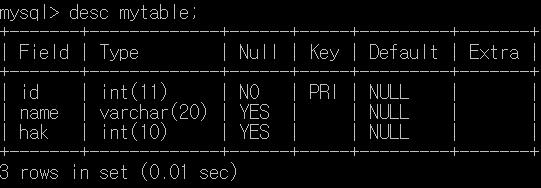 mysql> desc mytable;
+-------+-------------+------+-----+---------+-------+
| Field | Type | Null | Key | Default | Extra |
+-------+-------------+------+-----+---------+-------+
| id | int(11) | NO | PRI | NULL | |
| name | varchar(20) | YES | | NULL | |
| hak | int(10) | YES | | NULL | |
+-------+-------------+------+-----+---------+-------+
3 rows in set (0.01 sec)